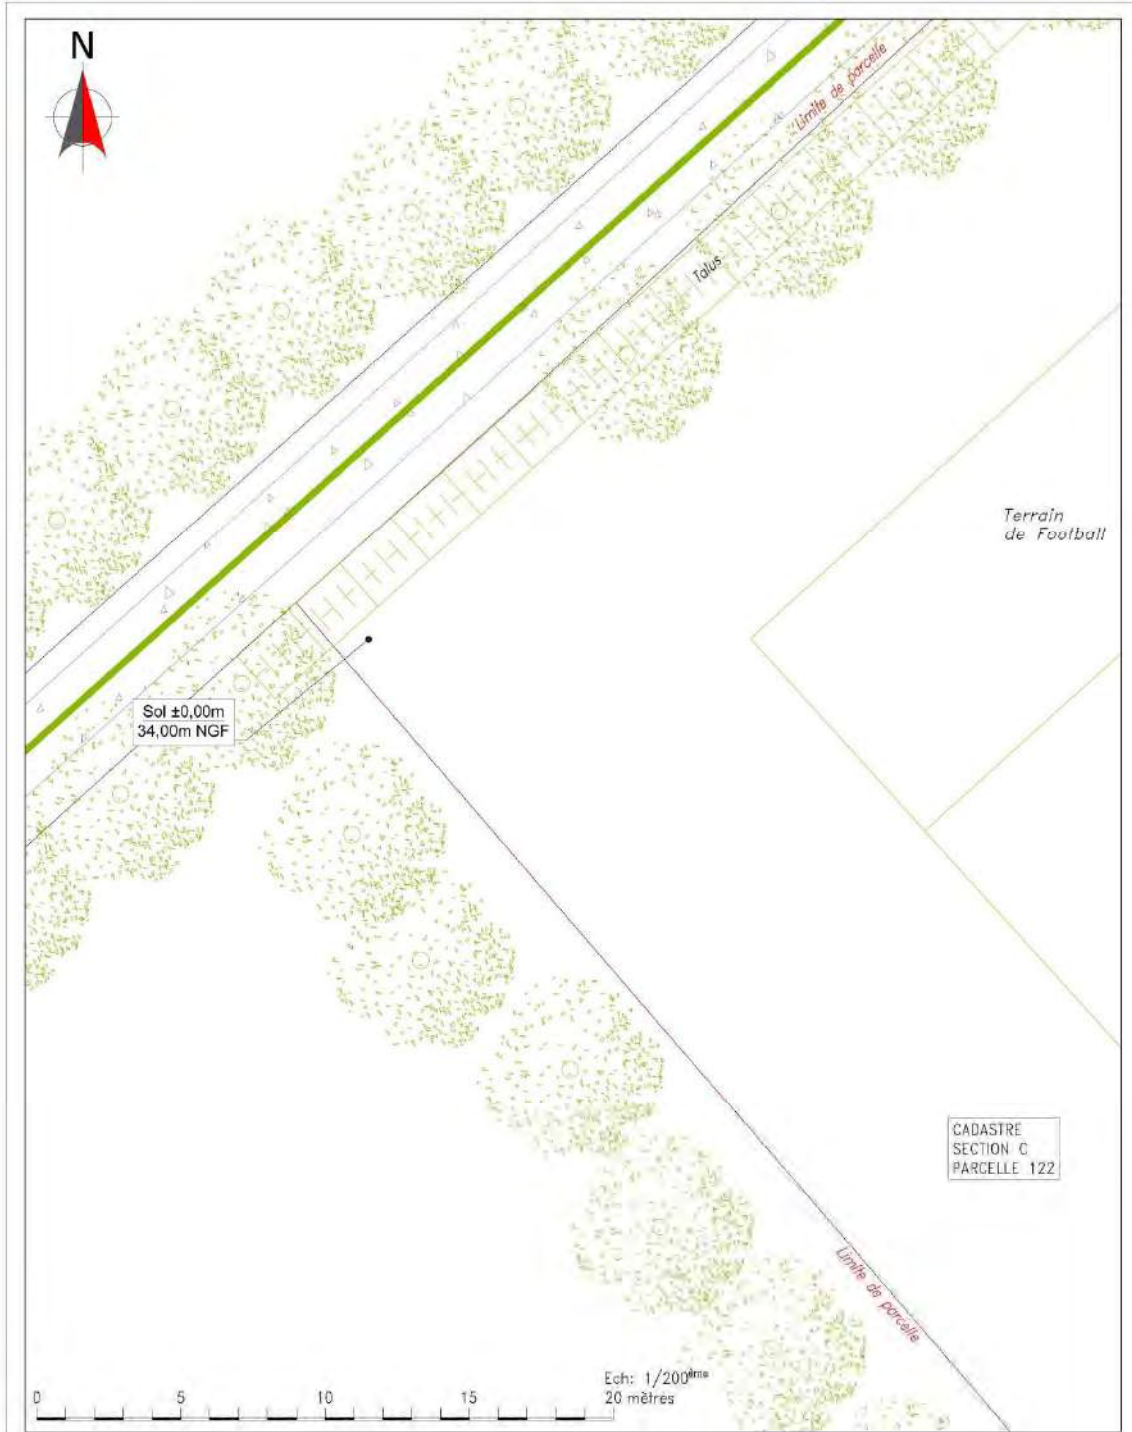 N
Limite de parcelle
Talus
Terrain
de Football
Sol ±0,00m
34,00m NGF
CADASTRE
SECTION C
PARCELLE 122
Limite de parcelle
Ech: 1/200ème
0 5 10 15 20 mètres